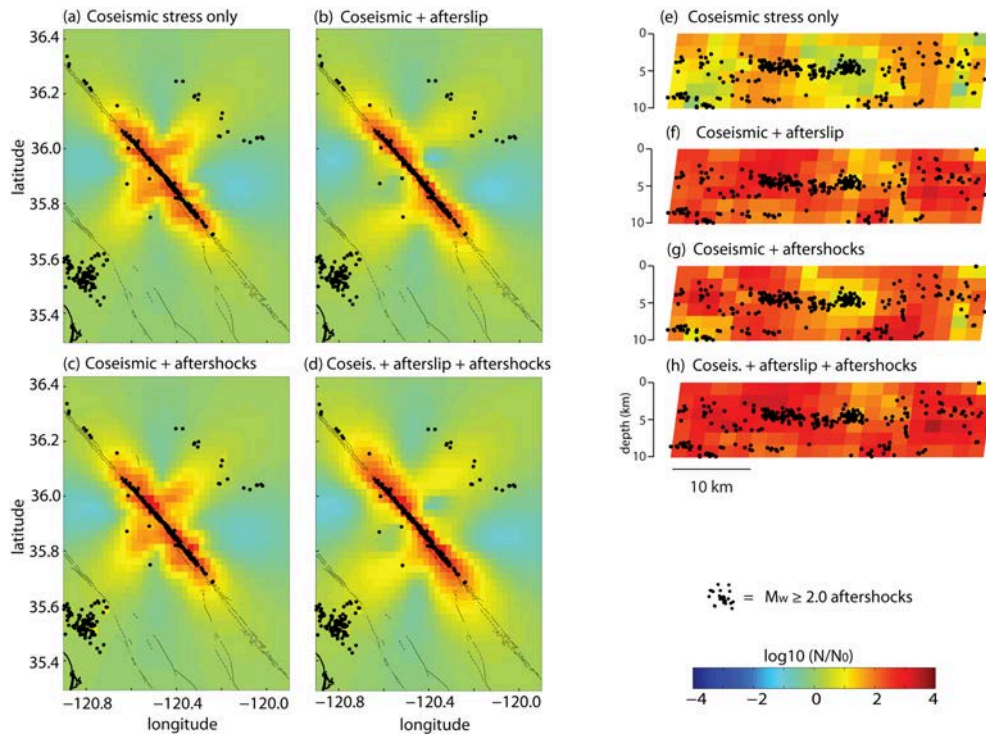 (a) Coseismic stress only
(b) Coseismic + afterslip
36.4
36.2
36.0
35.8
35.6
35.4
latitude
(c) Coseismic + aftershocks
(d) Coseis. + afterslip + aftershocks
36.4
36.2
36.0
35.8
35.6
35.4
latitude
−120.8
−120.4
−120.0
longitude
−120.8
−120.4
−120.0
longitude
(e) Coseismic stress only
0
5
10
(f) Coseismic + afterslip
0
5
10
(g) Coseismic + aftershocks
0
5
10
(h) Coseis. + afterslip + aftershocks
0
5
10
depth (km)
10 km
= Mw ≥ 2.0 aftershocks
log10 (N/N0)
−4 −2 0 2 4